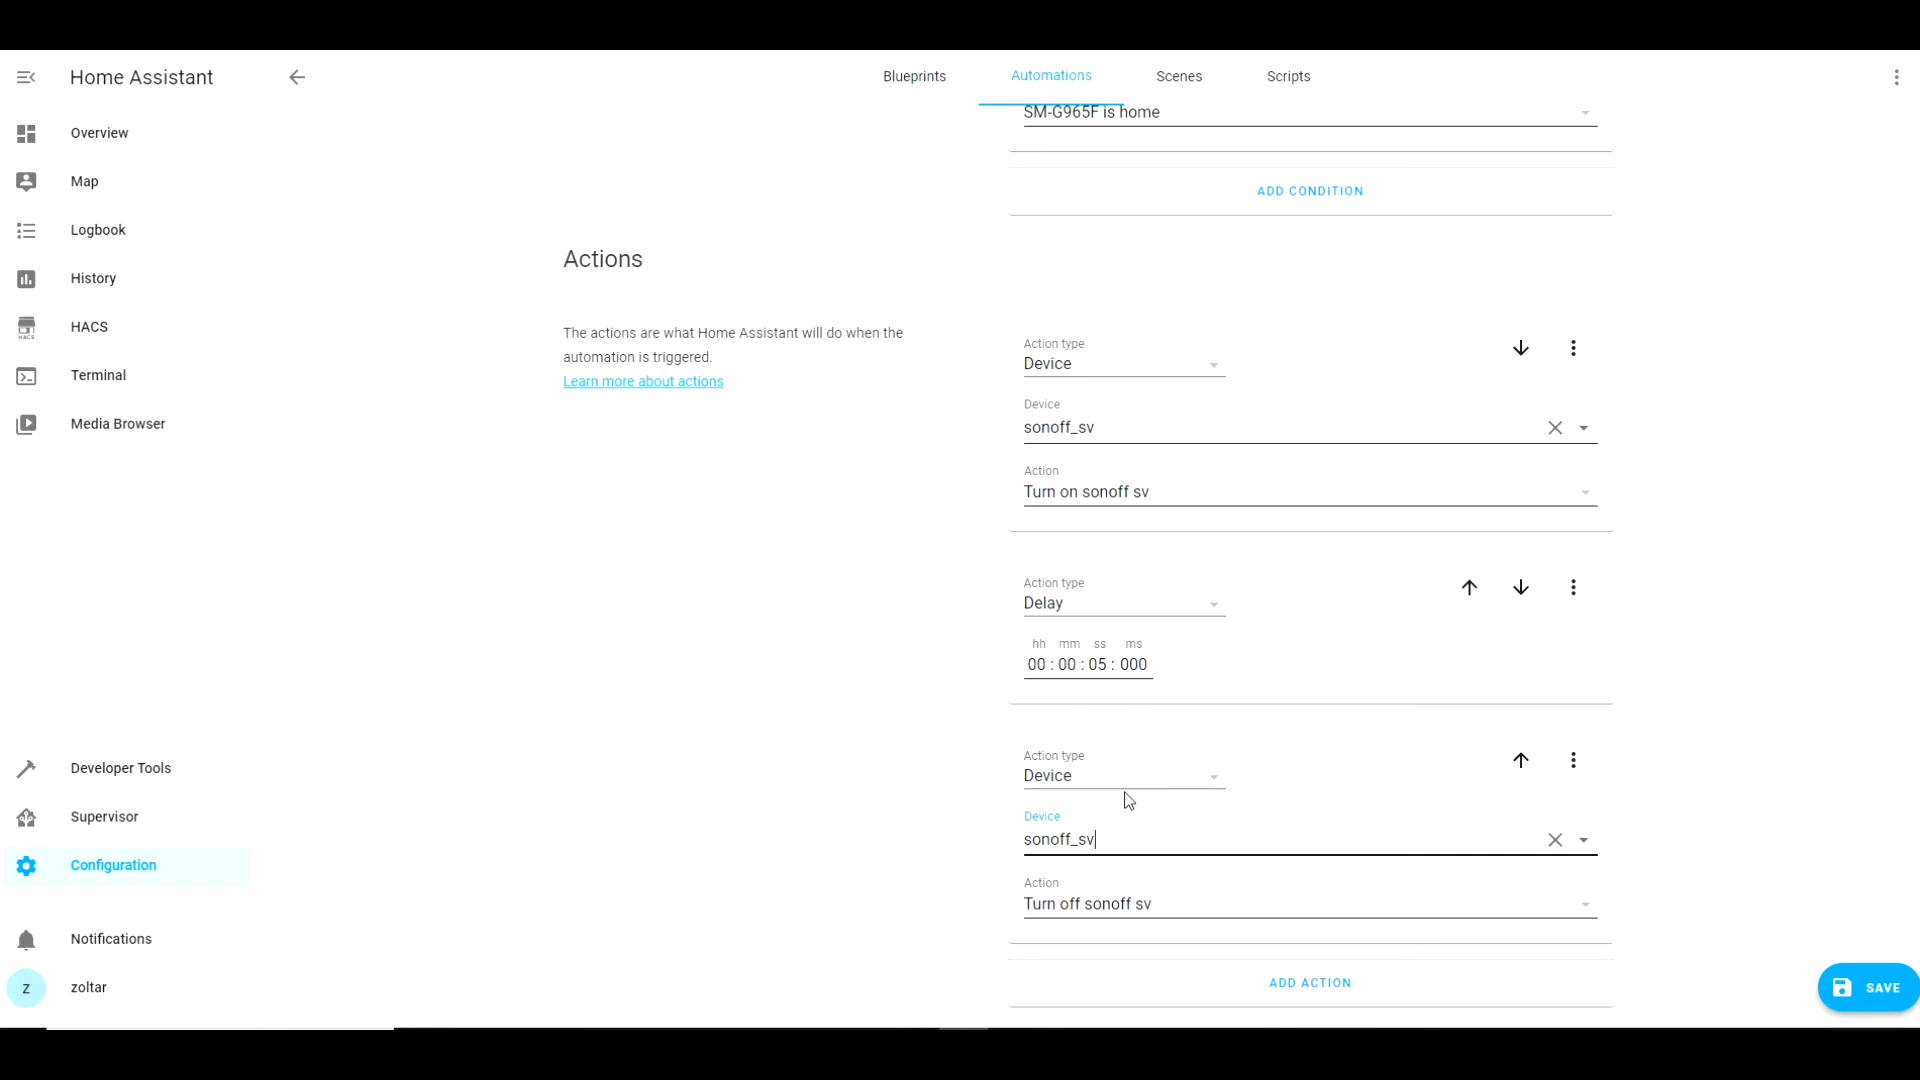 Home Assistant
Blueprints
Automations
Scenes
Scripts
Overview
Map
Logbook
History
HACS
HACS
Terminal
Media Browser
Developer Tools
Supervisor
Configuration
Notifications
Z
zoltar
SM-G965F is home
ADD CONDITION
Actions
The actions are what Home Assistant will do when the
automation is triggered.
Learn more about actions
Action type
Device
Device
sonoff_sv
Action
Turn on sonoff sv
Action type
Delay
hh mm ss ms
00 : 00 : 05 : 000
Action type
Device
Device
sonoff_sv
Action
Turn off sonoff sv
ADD ACTION
SAVE